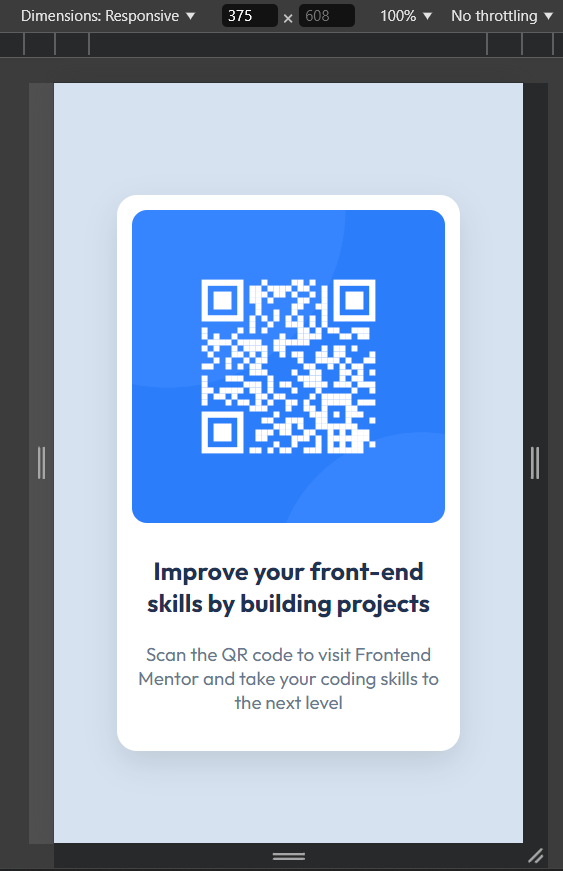 Dimensions: Responsive ▼ 375 × 608 100% ▼ No throttling ▼
Improve your front-end
skills by building projects
Scan the QR code to visit Frontend
Mentor and take your coding skills to
the next level